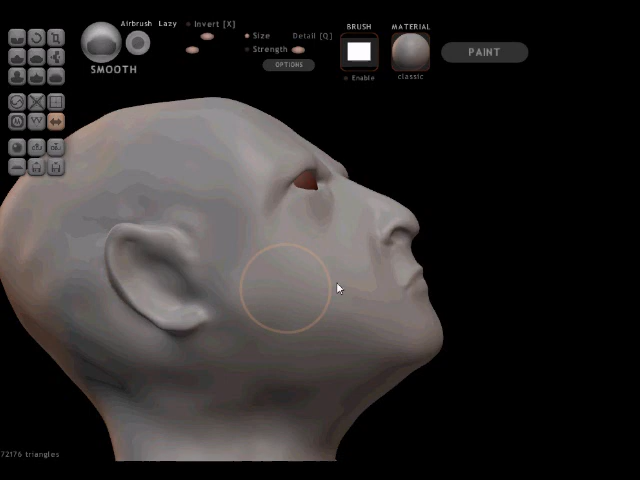 Airbrush Lazy Invert [X]
Size Detail [Q]
Strength
OPTIONS
SMOOTH
BRUSH
Enable
MATERIAL
classic
PAINT
72176 triangles